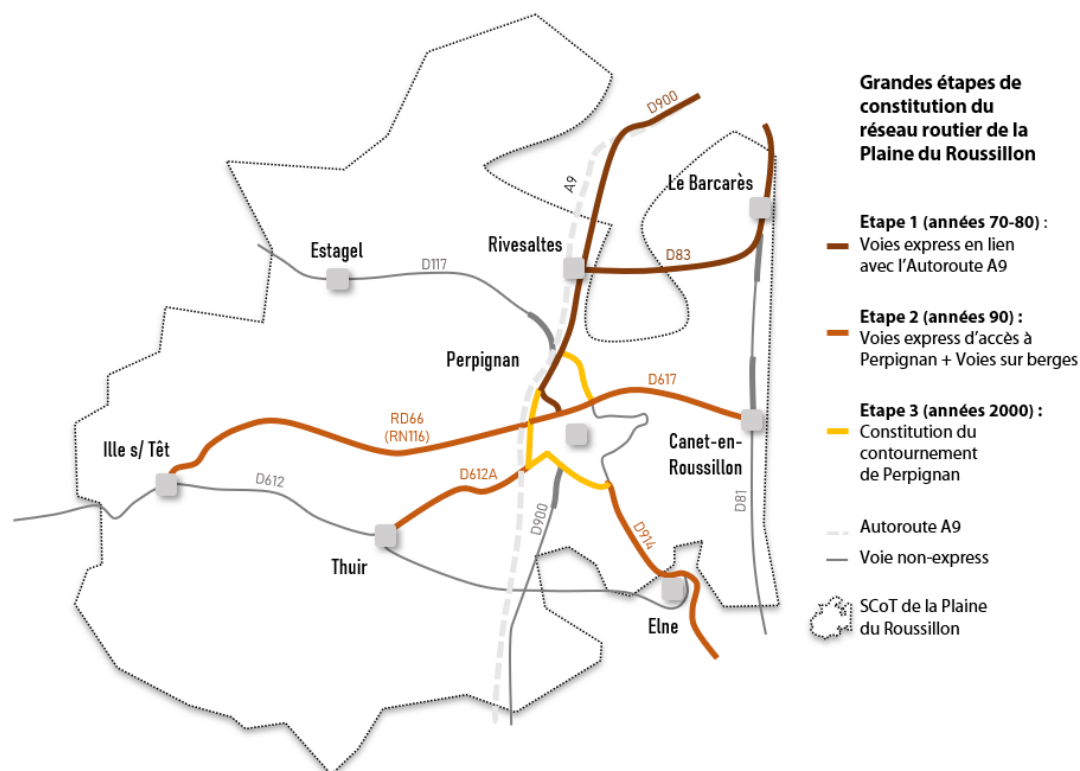 Grandes étapes de
constitution du
réseau routier de la
Plaine du Roussillon
Etape 1 (années 70-80) :
Voies express en lien
avec l'Autoroute A9
Etape 2 (années 90) :
Voies express d'accès à
Perpignan + Voies sur berges
Etape 3 (années 2000) :
Constitution du
contournement
de Perpignan
Autoroute A9
Voie non-express
SCoT de la Plaine
du Roussillon
D900
A9
Le Barcarès
Rivesaltes
D83
Estagel
D117
Perpignan
D617
RD66
(RN116)
Ille s/ Têt
Canet-en-
Roussillon
D612A
D612
D81
D900
D914
Thuir
Elne